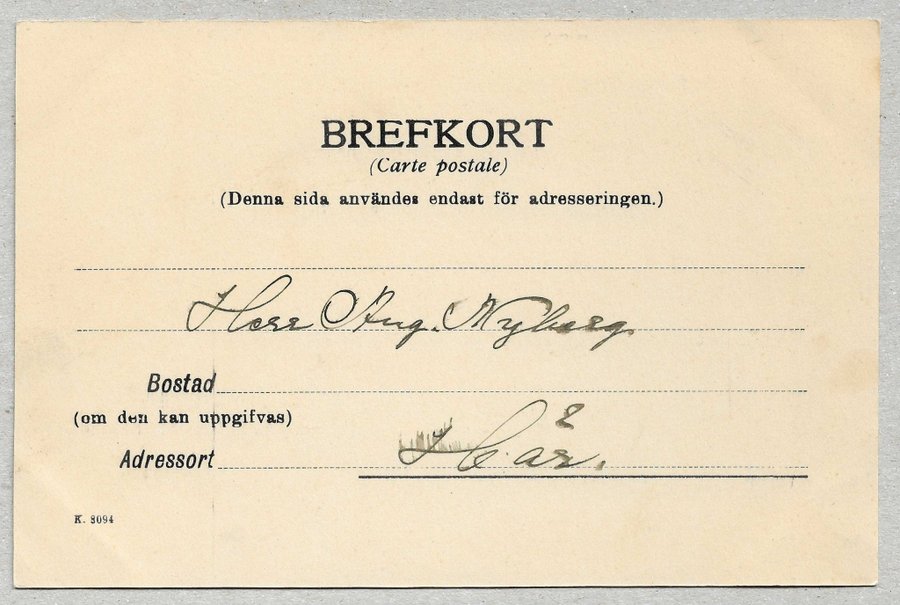 BREFKORT
(Carte postale)
(Denna sida användes endast för adresseringen.)
Herr Aug. Nyberg
Bostad
(om den kan uppgifvas)
Adressort Här.
K. 3094